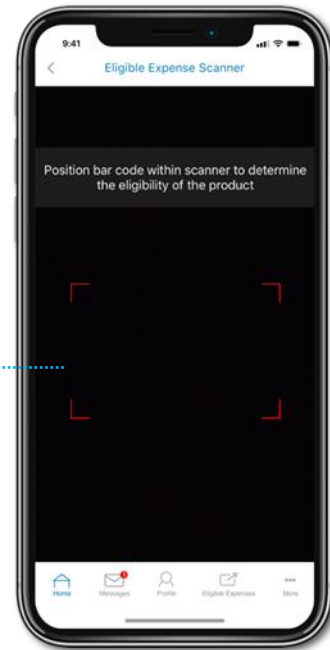 9:41
Eligible Expense Scanner
Position bar code within scanner to determine
the eligibility of the product
Home
Messages
Profile
Eligible Expenses
More